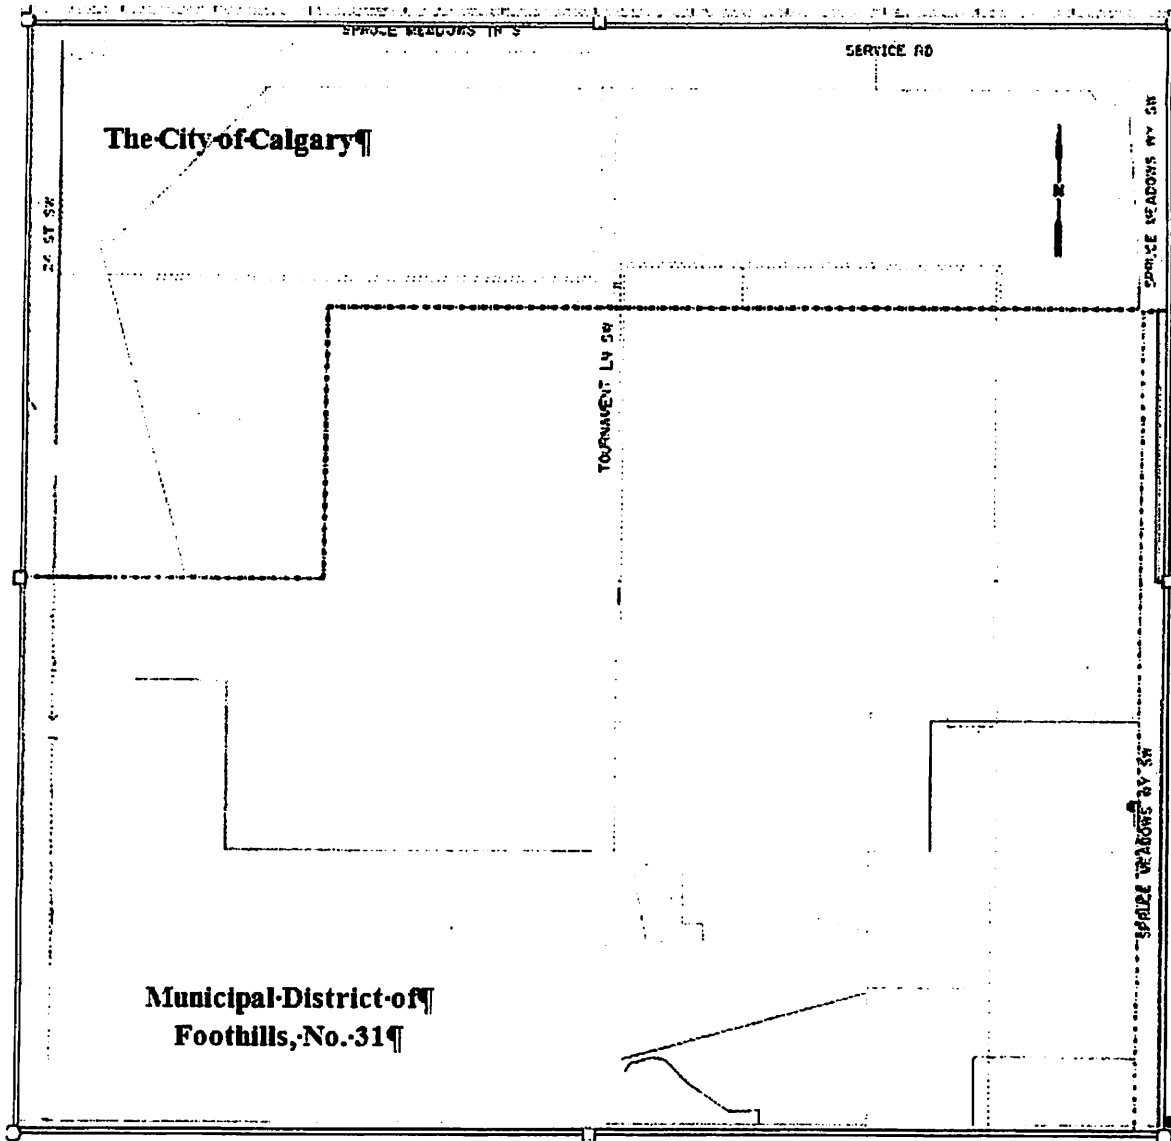 SPRUCE MEADOWS TR S
SERVICE RD
The·City·of·Calgary¶
SPRUCE MEADOWS WY SW
24 ST SW
TOURNAMENT LN SW
SPRUCE MEADOWS WY SW
Municipal·District·of¶
Foothills,·No.·31¶